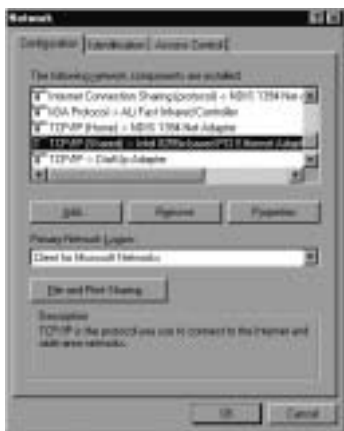 Network
Configuration Identification Access Control
The following network components are installed:
Internet Connection Sharing (protocol) -> NDIS 1394 Net
IrDA Protocol -> ALi Fast Infrared Controller
TCP/IP (Home) -> NDIS 1394 Net Adapter
TCP/IP (Shared) -> Intel PCI Ethernet Adapt
TCP/IP -> Dial-Up Adapter
Add...
Remove
Properties
Primary Network Logon:
Client for Microsoft Networks
File and Print Sharing...
Description
TCP/IP is the protocol you use to connect to the Internet and
wide-area networks.
OK
Cancel